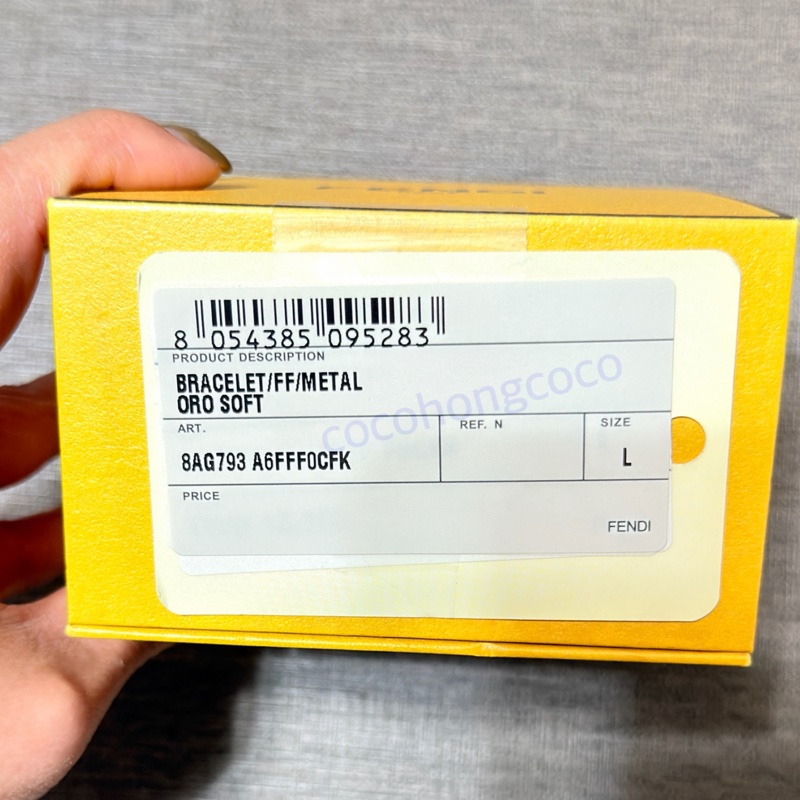 8 054385 095283
PRODUCT DESCRIPTION
BRACELET/FF/METAL
ORO SOFT
ART.
REF. N
SIZE
8AG793 A6FFF0CFK
L
PRICE
FENDI
cocohongcoco